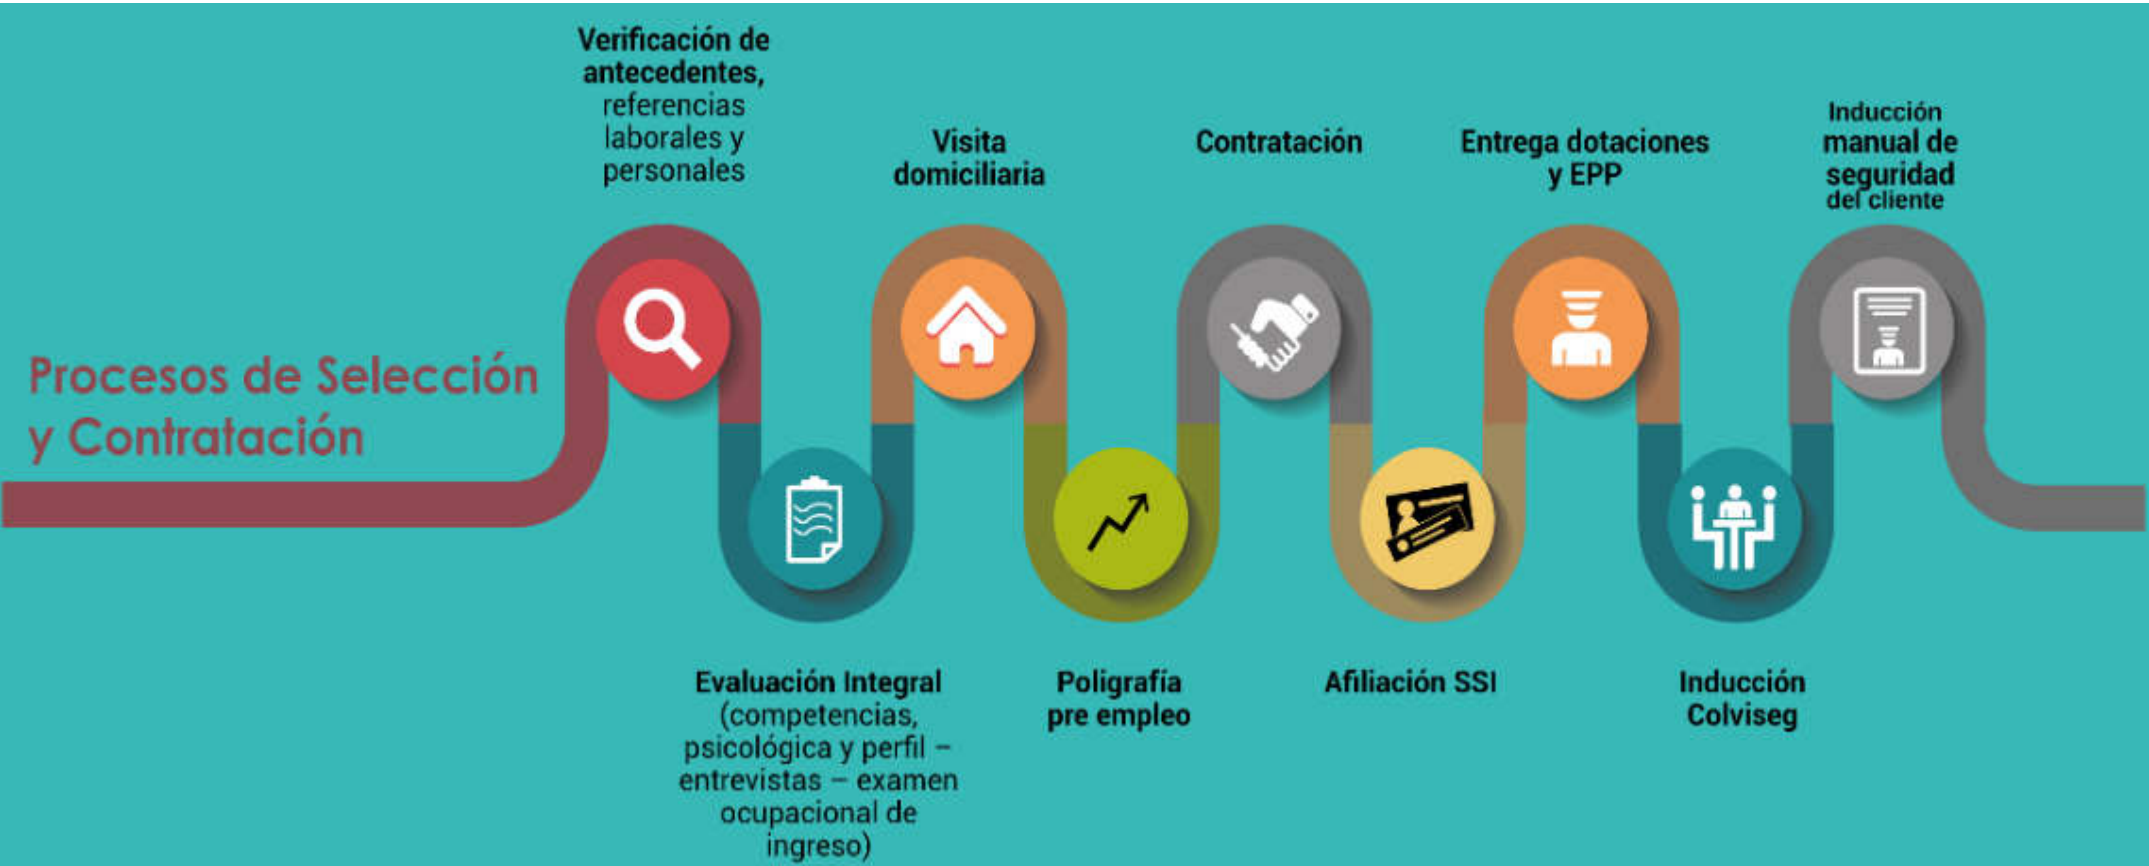 Procesos de Selección
y Contratación
Verificación de
antecedentes,
referencias
laborales y
personales
Evaluación Integral
(competencias,
psicológica y perfil –
entrevistas – examen
ocupacional de
ingreso)
Visita
domiciliaria
Poligrafía
pre empleo
Contratación
Afiliación SSI
Entrega dotaciones
y EPP
Inducción
Colviseg
Inducción
manual de
seguridad
del cliente